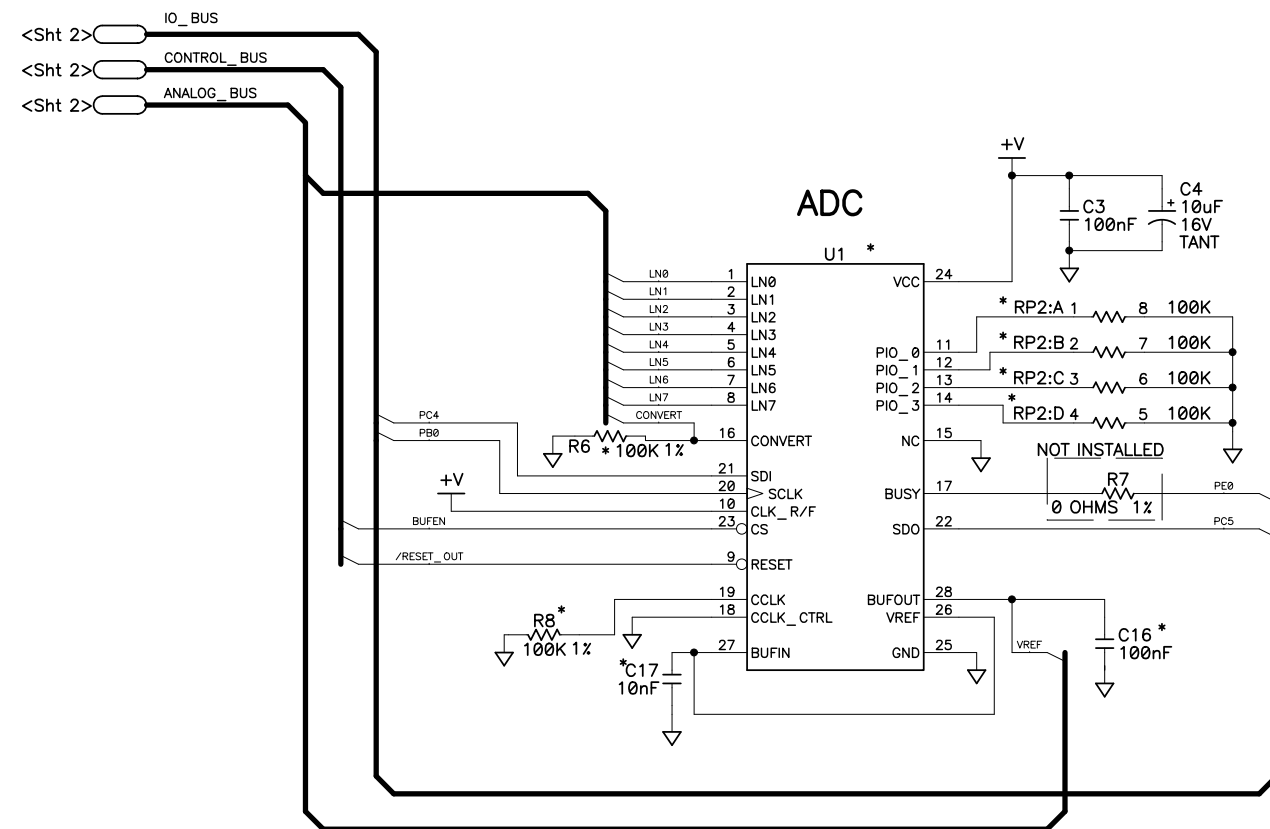 <Sht 2> IO_BUS
<Sht 2> CONTROL_BUS
<Sht 2> ANALOG_BUS
+V
ADC
C3
100nF
+ C4
10uF
16V
TANT
U1 *
LN0 1 LN0
LN1 2 LN1
LN2 3 LN2
LN3 4 LN3
LN4 5 LN4
LN5 6 LN5
LN6 7 LN6
LN7 8 LN7
VCC 24
PIO_0 11
PIO_1 12
PIO_2 13
PIO_3 14
* RP2:A 1 8 100K
* RP2:B 2 7 100K
* RP2:C 3 6 100K
* RP2:D 4 5 100K
CONVERT
PC4
PB0
R6 * 100K 1%
16 CONVERT
NC 15
21 SDI
20 SCLK
+V
10 CLK_R/F
BUFEN 23 CS
/RESET_OUT 9 RESET
NOT INSTALLED
R7
0 OHMS 1%
BUSY 17 PE0
SDO 22 PC5
19 CCLK
18 CCLK_CTRL
R8 *
100K 1%
27 BUFIN
*C17
10nF
BUFOUT 28
VREF 26
GND 25
VREF
C16 *
100nF